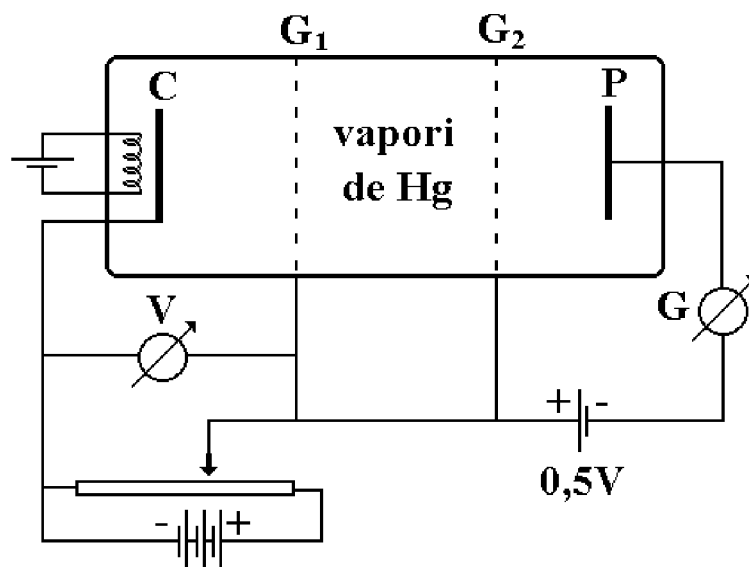 G₁ G₂
C P
vapori
de Hg
V G
+ -
0,5V
- +